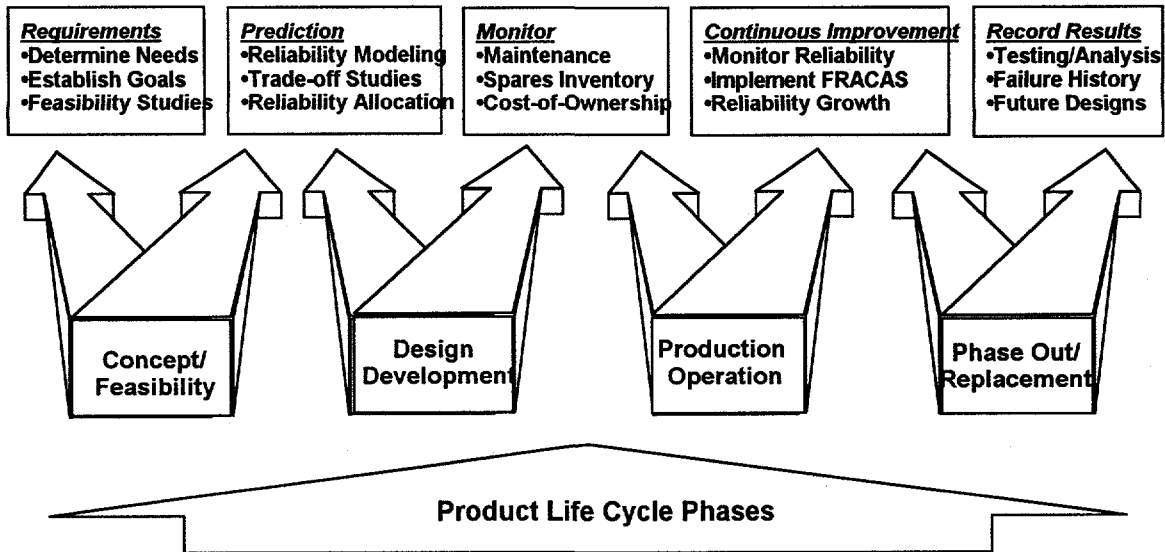 Requirements
•Determine Needs
•Establish Goals
•Feasibility Studies
Prediction
•Reliability Modeling
•Trade-off Studies
•Reliability Allocation
Monitor
•Maintenance
•Spares Inventory
•Cost-of-Ownership
Continuous Improvement
•Monitor Reliability
•Implement FRACAS
•Reliability Growth
Record Results
•Testing/Analysis
•Failure History
•Future Designs
Concept/
Feasibility
Design
Development
Production
Operation
Phase Out/
Replacement
Product Life Cycle Phases